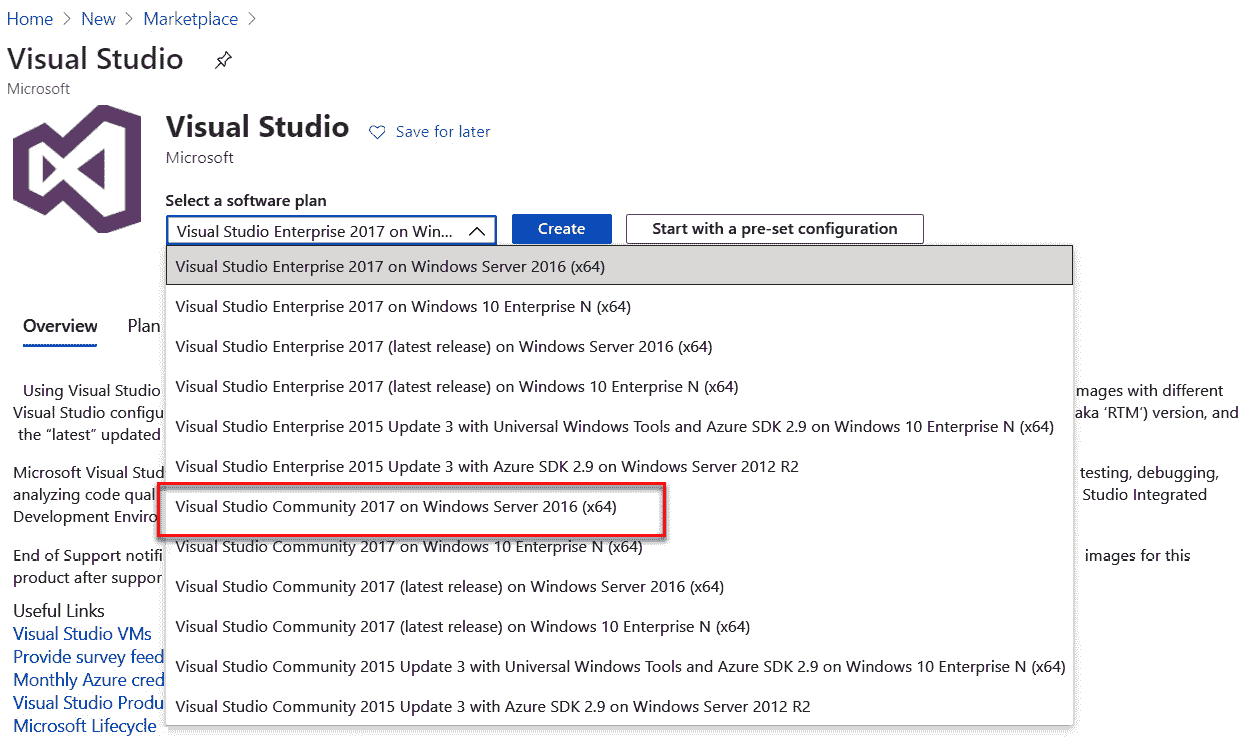 Home > New > Marketplace >
Visual Studio
Microsoft
Visual Studio
Save for later
Microsoft
Select a software plan
Visual Studio Enterprise 2017 on Win...
Create
Start with a pre-set configuration
Visual Studio Enterprise 2017 on Windows Server 2016 (x64)
Visual Studio Enterprise 2017 on Windows 10 Enterprise N (x64)
Visual Studio Enterprise 2017 (latest release) on Windows Server 2016 (x64)
Visual Studio Enterprise 2017 (latest release) on Windows 10 Enterprise N (x64)
Visual Studio Enterprise 2015 Update 3 with Universal Windows Tools and Azure SDK 2.9 on Windows 10 Enterprise N (x64)
Visual Studio Enterprise 2015 Update 3 with Azure SDK 2.9 on Windows Server 2012 R2
Visual Studio Community 2017 on Windows Server 2016 (x64)
Visual Studio Community 2017 on Windows 10 Enterprise N (x64)
Visual Studio Community 2017 (latest release) on Windows Server 2016 (x64)
Visual Studio Community 2017 (latest release) on Windows 10 Enterprise N (x64)
Visual Studio Community 2015 Update 3 with Universal Windows Tools and Azure SDK 2.9 on Windows 10 Enterprise N (x64)
Visual Studio Community 2015 Update 3 with Azure SDK 2.9 on Windows Server 2012 R2
Overview Plan
Using Visual Studio mages with different
Visual Studio configu aka ‘RTM’) version, and
the “latest” updated
Microsoft Visual Stud testing, debugging,
analyzing code qual Studio Integrated
Development Enviro
End of Support notifi images for this
product after suppor
Useful Links
Visual Studio VMs
Provide survey feed
Monthly Azure cred
Visual Studio Produ
Microsoft Lifecycle